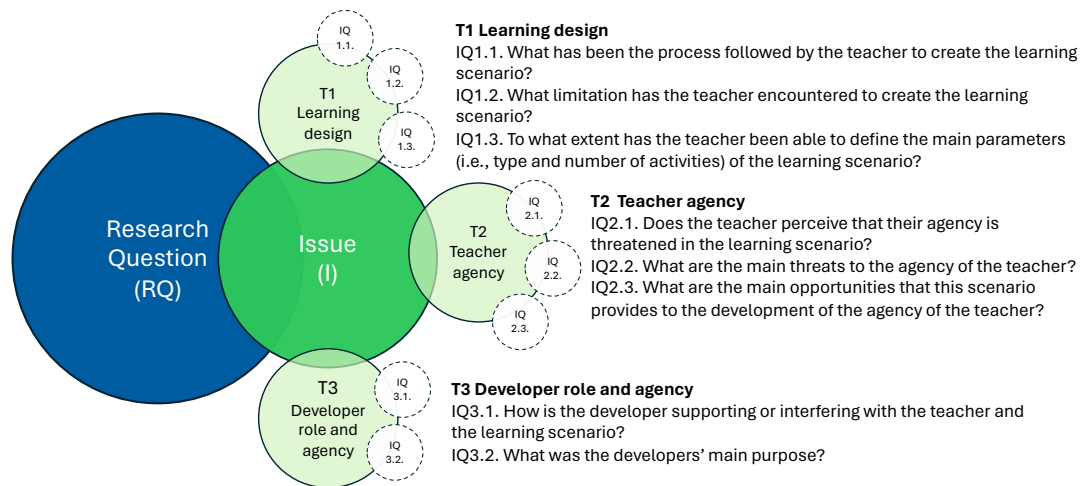 Research
Question
(RQ)
Issue
(I)
T1
Learning
design
IQ
1.1.
IQ
1.2.
IQ
1.3.
T2
Teacher
agency
IQ
2.1.
IQ
2.2.
IQ
2.3.
T3
Developer
role and
agency
IQ
3.1.
IQ
3.2.
T1 Learning design
IQ1.1. What has been the process followed by the teacher to create the learning
scenario?
IQ1.2. What limitation has the teacher encountered to create the learning
scenario?
IQ1.3. To what extent has the teacher been able to define the main parameters
(i.e., type and number of activities) of the learning scenario?
T2 Teacher agency
IQ2.1. Does the teacher perceive that their agency is
threatened in the learning scenario?
IQ2.2. What are the main threats to the agency of the teacher?
IQ2.3. What are the main opportunities that this scenario
provides to the development of the agency of the teacher?
T3 Developer role and agency
IQ3.1. How is the developer supporting or interfering with the teacher and
the learning scenario?
IQ3.2. What was the developers’ main purpose?